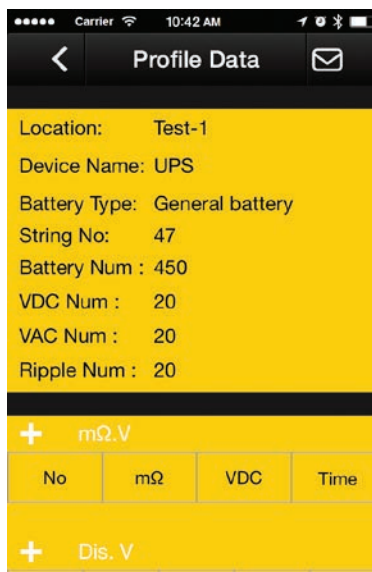 Carrier 10:42 AM
Profile Data
Location: Test-1
Device Name: UPS
Battery Type: General battery
String No: 47
Battery Num : 450
VDC Num : 20
VAC Num : 20
Ripple Num : 20
+ mΩ.V
No mΩ VDC Time
+ Dis. V